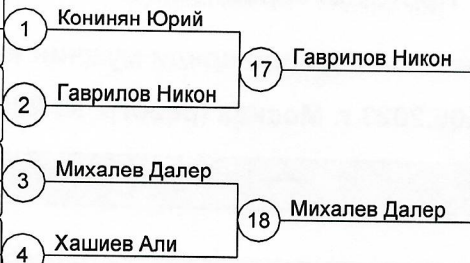 1 Конинян Юрий
17 Гаврилов Никон
2 Гаврилов Никон
3 Михалев Далер
18 Михалев Далер
4 Хашиев Али